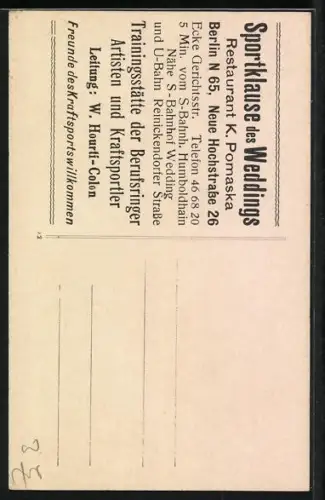 Sportklause des Weddings
Restaurant K. Pomaska
Berlin N 65, Neue Hochstraße 26
Ecke Gerichtsstr. Telefon 46 68 20
5 Min. vom S-Bahnh. Humboldhain
Nähe S-Bahnhof Wedding
und U-Bahn Reinickendorfer Straße
Trainingsstätte der Berufsringer
Artisten und Kraftsportler
Leitung: W. Hourti-Colon
Freunde des Kraftsports willkommen